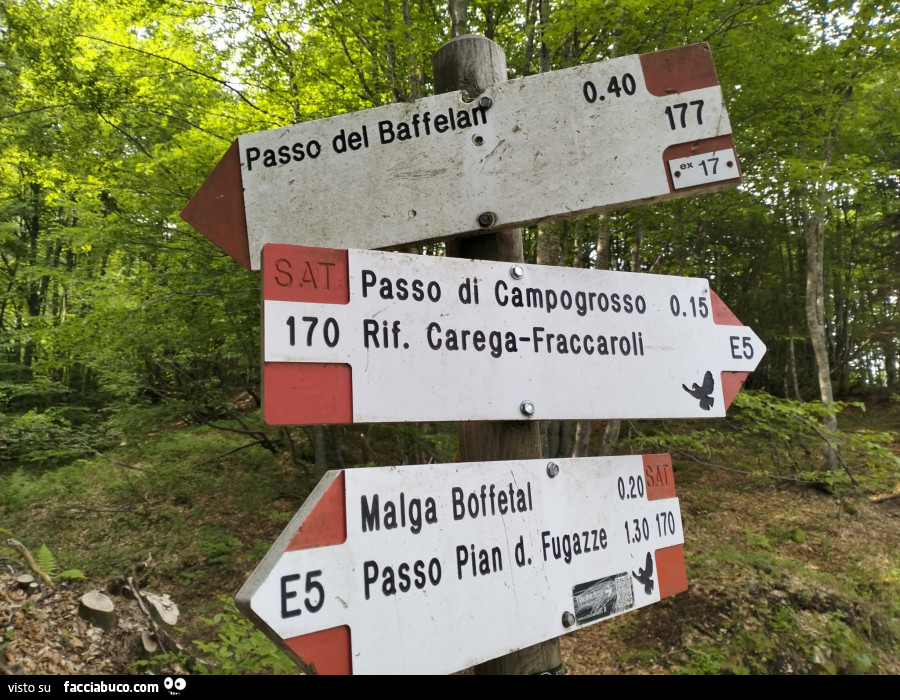 Passo del Baffelan 0.40
177
ex 17
SAT
Passo di Campogrosso 0.15
170 Rif. Carega-Fraccaroli E5
Malga Boffetal 0.20 SAT
Passo Pian d. Fugazze 1.30 170
E5
visto su facciabuco.com